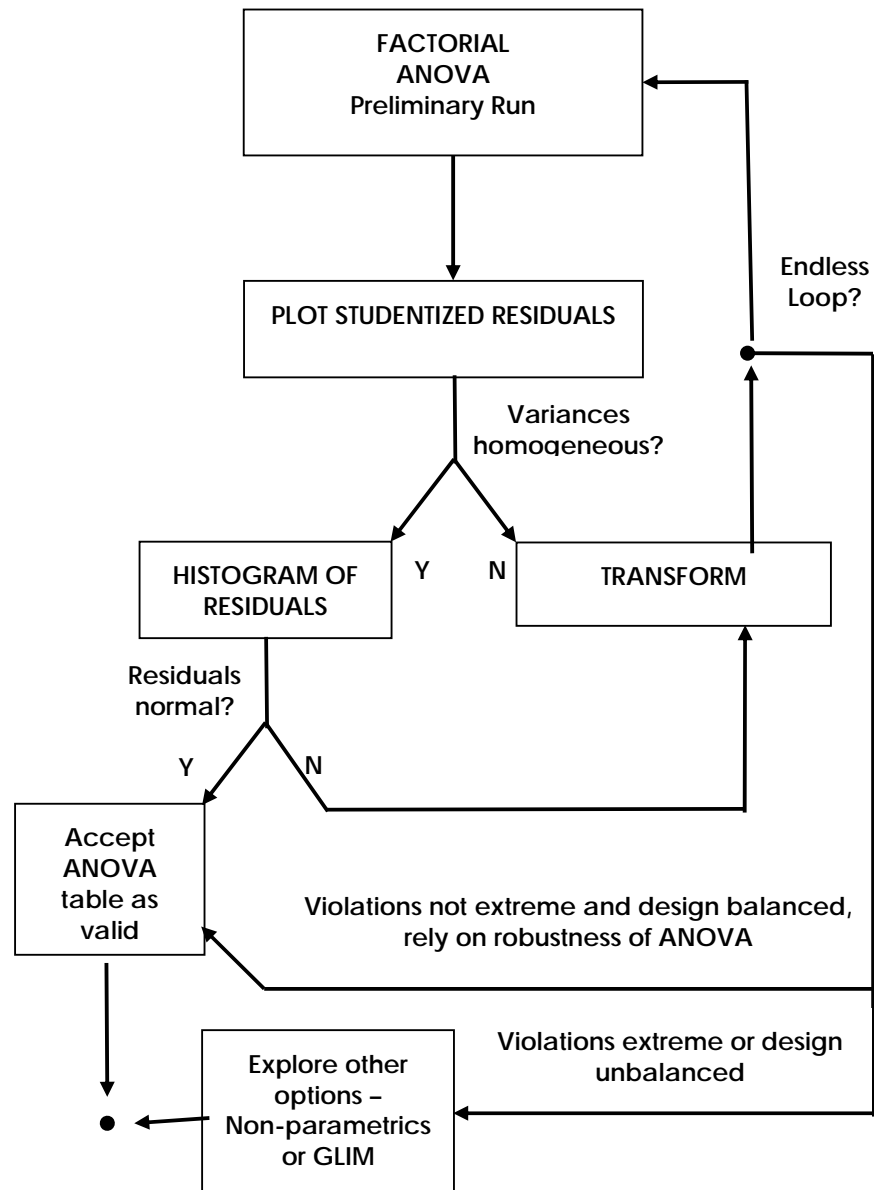 FACTORIAL
ANOVA
Preliminary Run
Endless
Loop?
PLOT STUDENTIZED RESIDUALS
Variances
homogeneous?
HISTOGRAM OF
RESIDUALS
Y
N
TRANSFORM
Residuals
normal?
Y
N
Accept
ANOVA
table as
valid
Violations not extreme and design balanced,
rely on robustness of ANOVA
Violations extreme or design
unbalanced
Explore other
options –
Non-parametrics
or GLIM